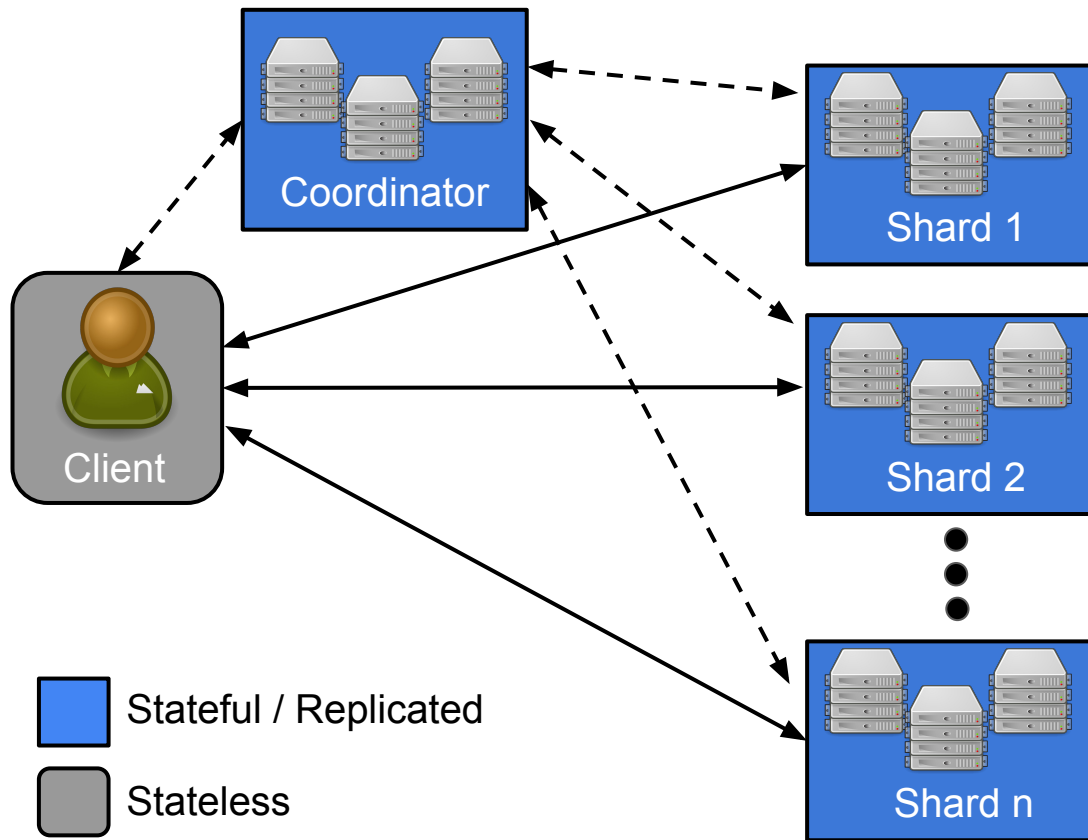 Coordinator
Shard 1
Client
Shard 2
Stateful / Replicated
Stateless
Shard n